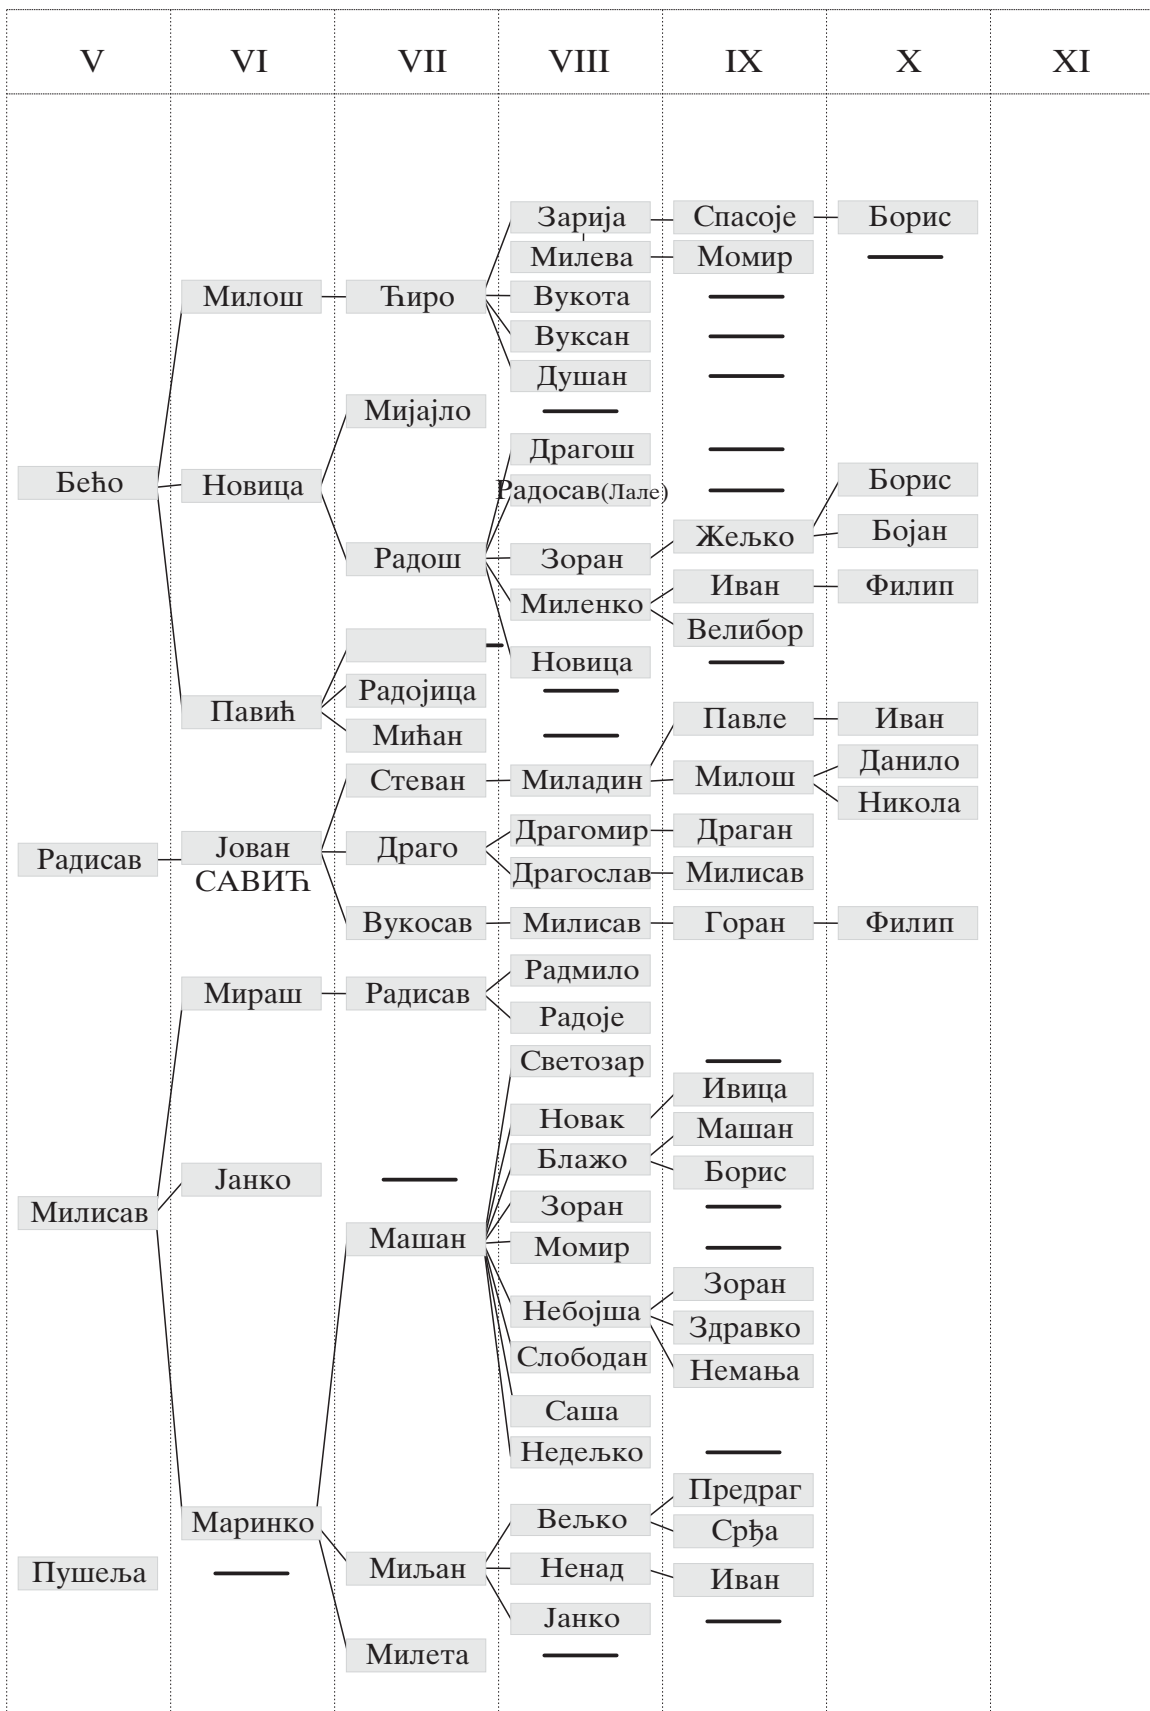 V VI VII VIII IX X XI
Зарија Спасоје Борис
Милева Момир
Милош Ћиро Вукота
Вуксан
Душан
Мијајло
Драгош
Бећо Новица Радосав(Лале) Борис
Жељко Бојан
Радош Зоран
Миленко Иван Филип
Велибор
Новица
Радојица
Павић Павле Иван
Мићан
Стеван Миладин Милош Данило
Никола
Драгомир Драган
Радисав Јован Драго
САВИЋ Драгослав Милисав
Вукосав Милисав Горан Филип
Радмило
Мираш Радисав
Радоје
Светозар
Ивица
Новак
Машан
Блажо
Борис
Јанко
Милисав Зоран
Машан Момир
Зоран
Небојша
Здравко
Слободан
Немања
Саша
Недељко
Предраг
Маринко Вељко
Срђа
Пушеља Миљан Ненад Иван
Јанко
Милета